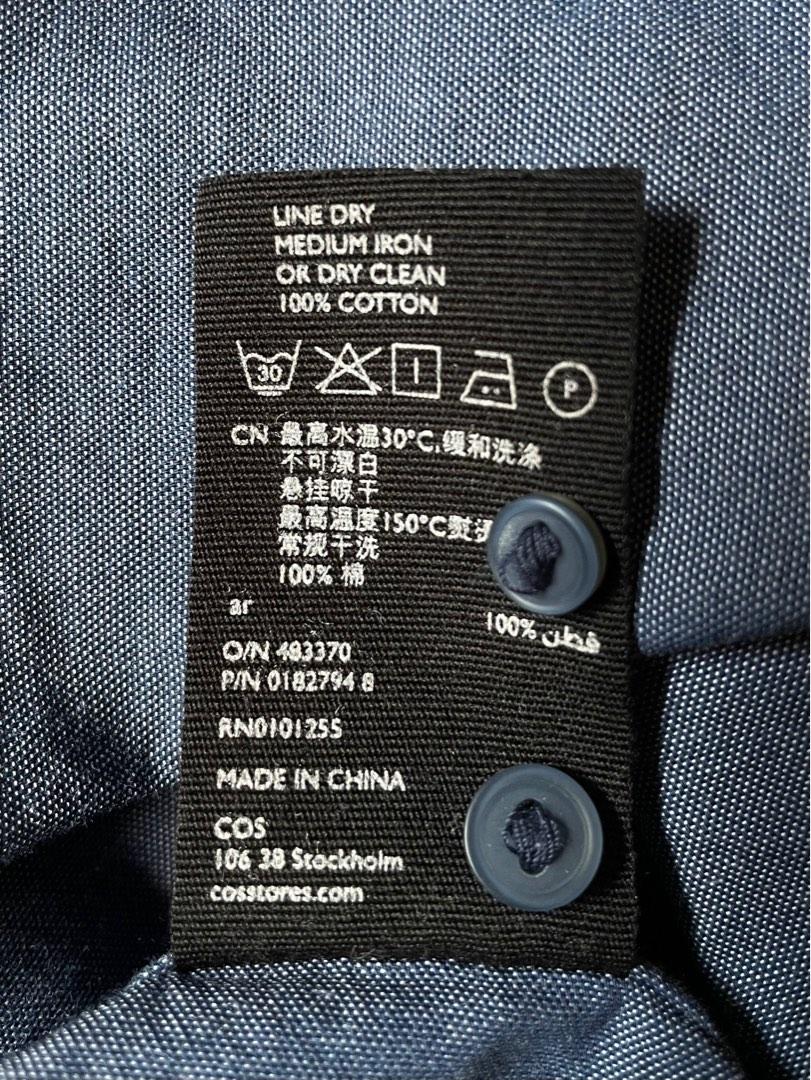 LINE DRY
MEDIUM IRON
OR DRY CLEAN
100% COTTON
30 P
CN 最高水温30°C,缓和洗涤
不可漂白
悬挂晾干
最高温度150°C熨烫
常规干洗
100% 棉
ar
100% قطن
O/N 483370
P/N 0182794 8
RN0101255
MADE IN CHINA
COS
106 38 Stockholm
cosstores.com